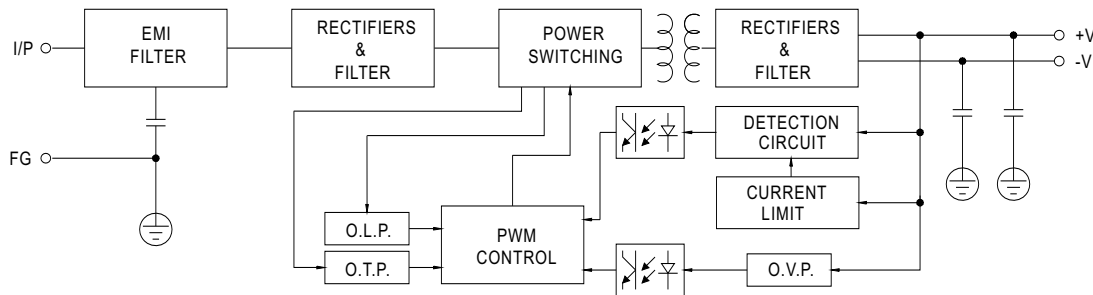 I/P
EMI
FILTER
RECTIFIERS
&
FILTER
POWER
SWITCHING
RECTIFIERS
&
FILTER
+V
-V
FG
DETECTION
CIRCUIT
CURRENT
LIMIT
O.L.P.
O.T.P.
PWM
CONTROL
O.V.P.